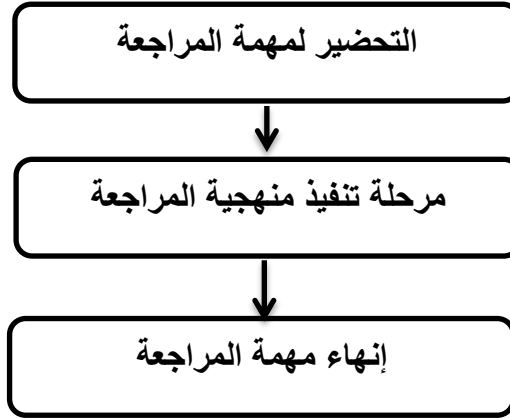 التحضير لمهمة المراجعة
مرحلة تنفيذ منهجية المراجعة
إنهاء مهمة المراجعة